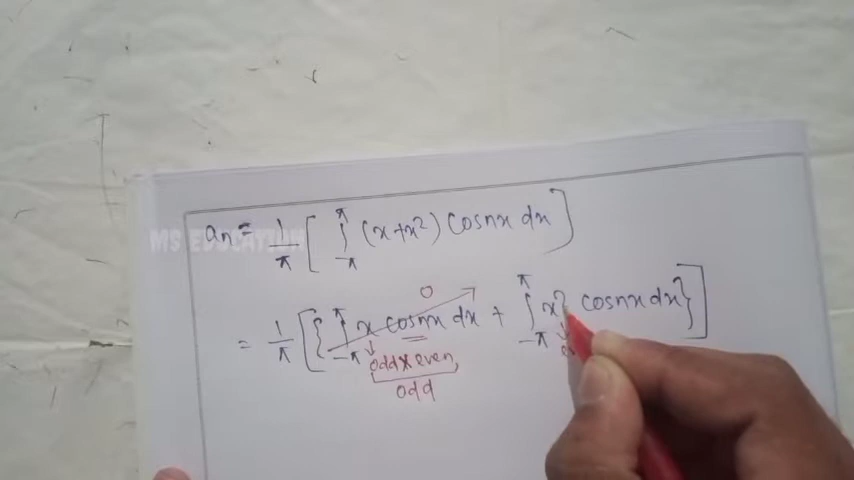 MS EDUCATION
aₙ = 1/π [ ∫_{-π}^{π} (x+x²) cosnx dx ]
= 1/π [ { ∫_{-π}^{π} x cosnx dx + ∫_{-π}^{π} x² cosnx dx } ]
0
odd x even
odd